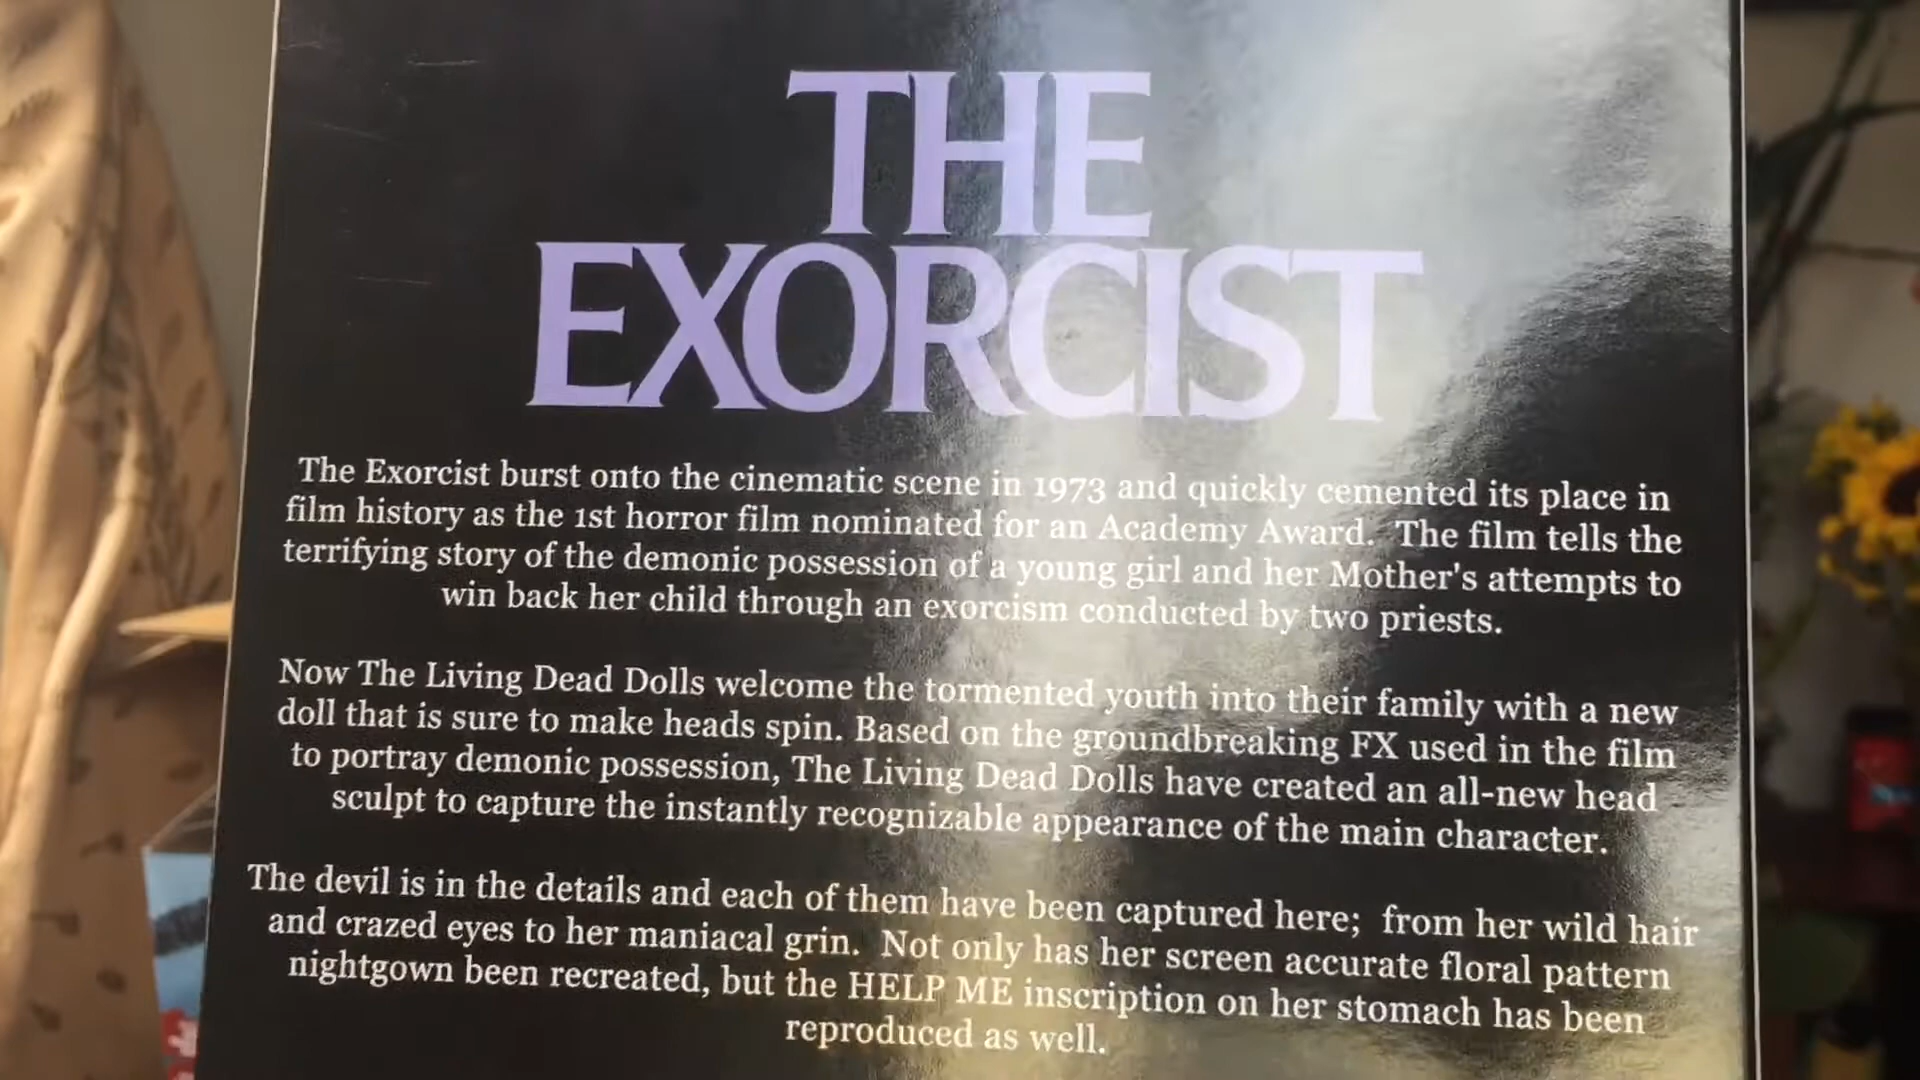 THE
EXORCIST
The Exorcist burst onto the cinematic scene in 1973 and quickly cemented its place in
film history as the 1st horror film nominated for an Academy Award. The film tells the
terrifying story of the demonic possession of a young girl and her Mother's attempts to
win back her child through an exorcism conducted by two priests.
Now The Living Dead Dolls welcome the tormented youth into their family with a new
doll that is sure to make heads spin. Based on the groundbreaking FX used in the film
to portray demonic possession, The Living Dead Dolls have created an all-new head
sculpt to capture the instantly recognizable appearance of the main character.
The devil is in the details and each of them have been captured here; from her wild hair
and crazed eyes to her maniacal grin. Not only has her screen accurate floral pattern
nightgown been recreated, but the HELP ME inscription on her stomach has been
reproduced as well.